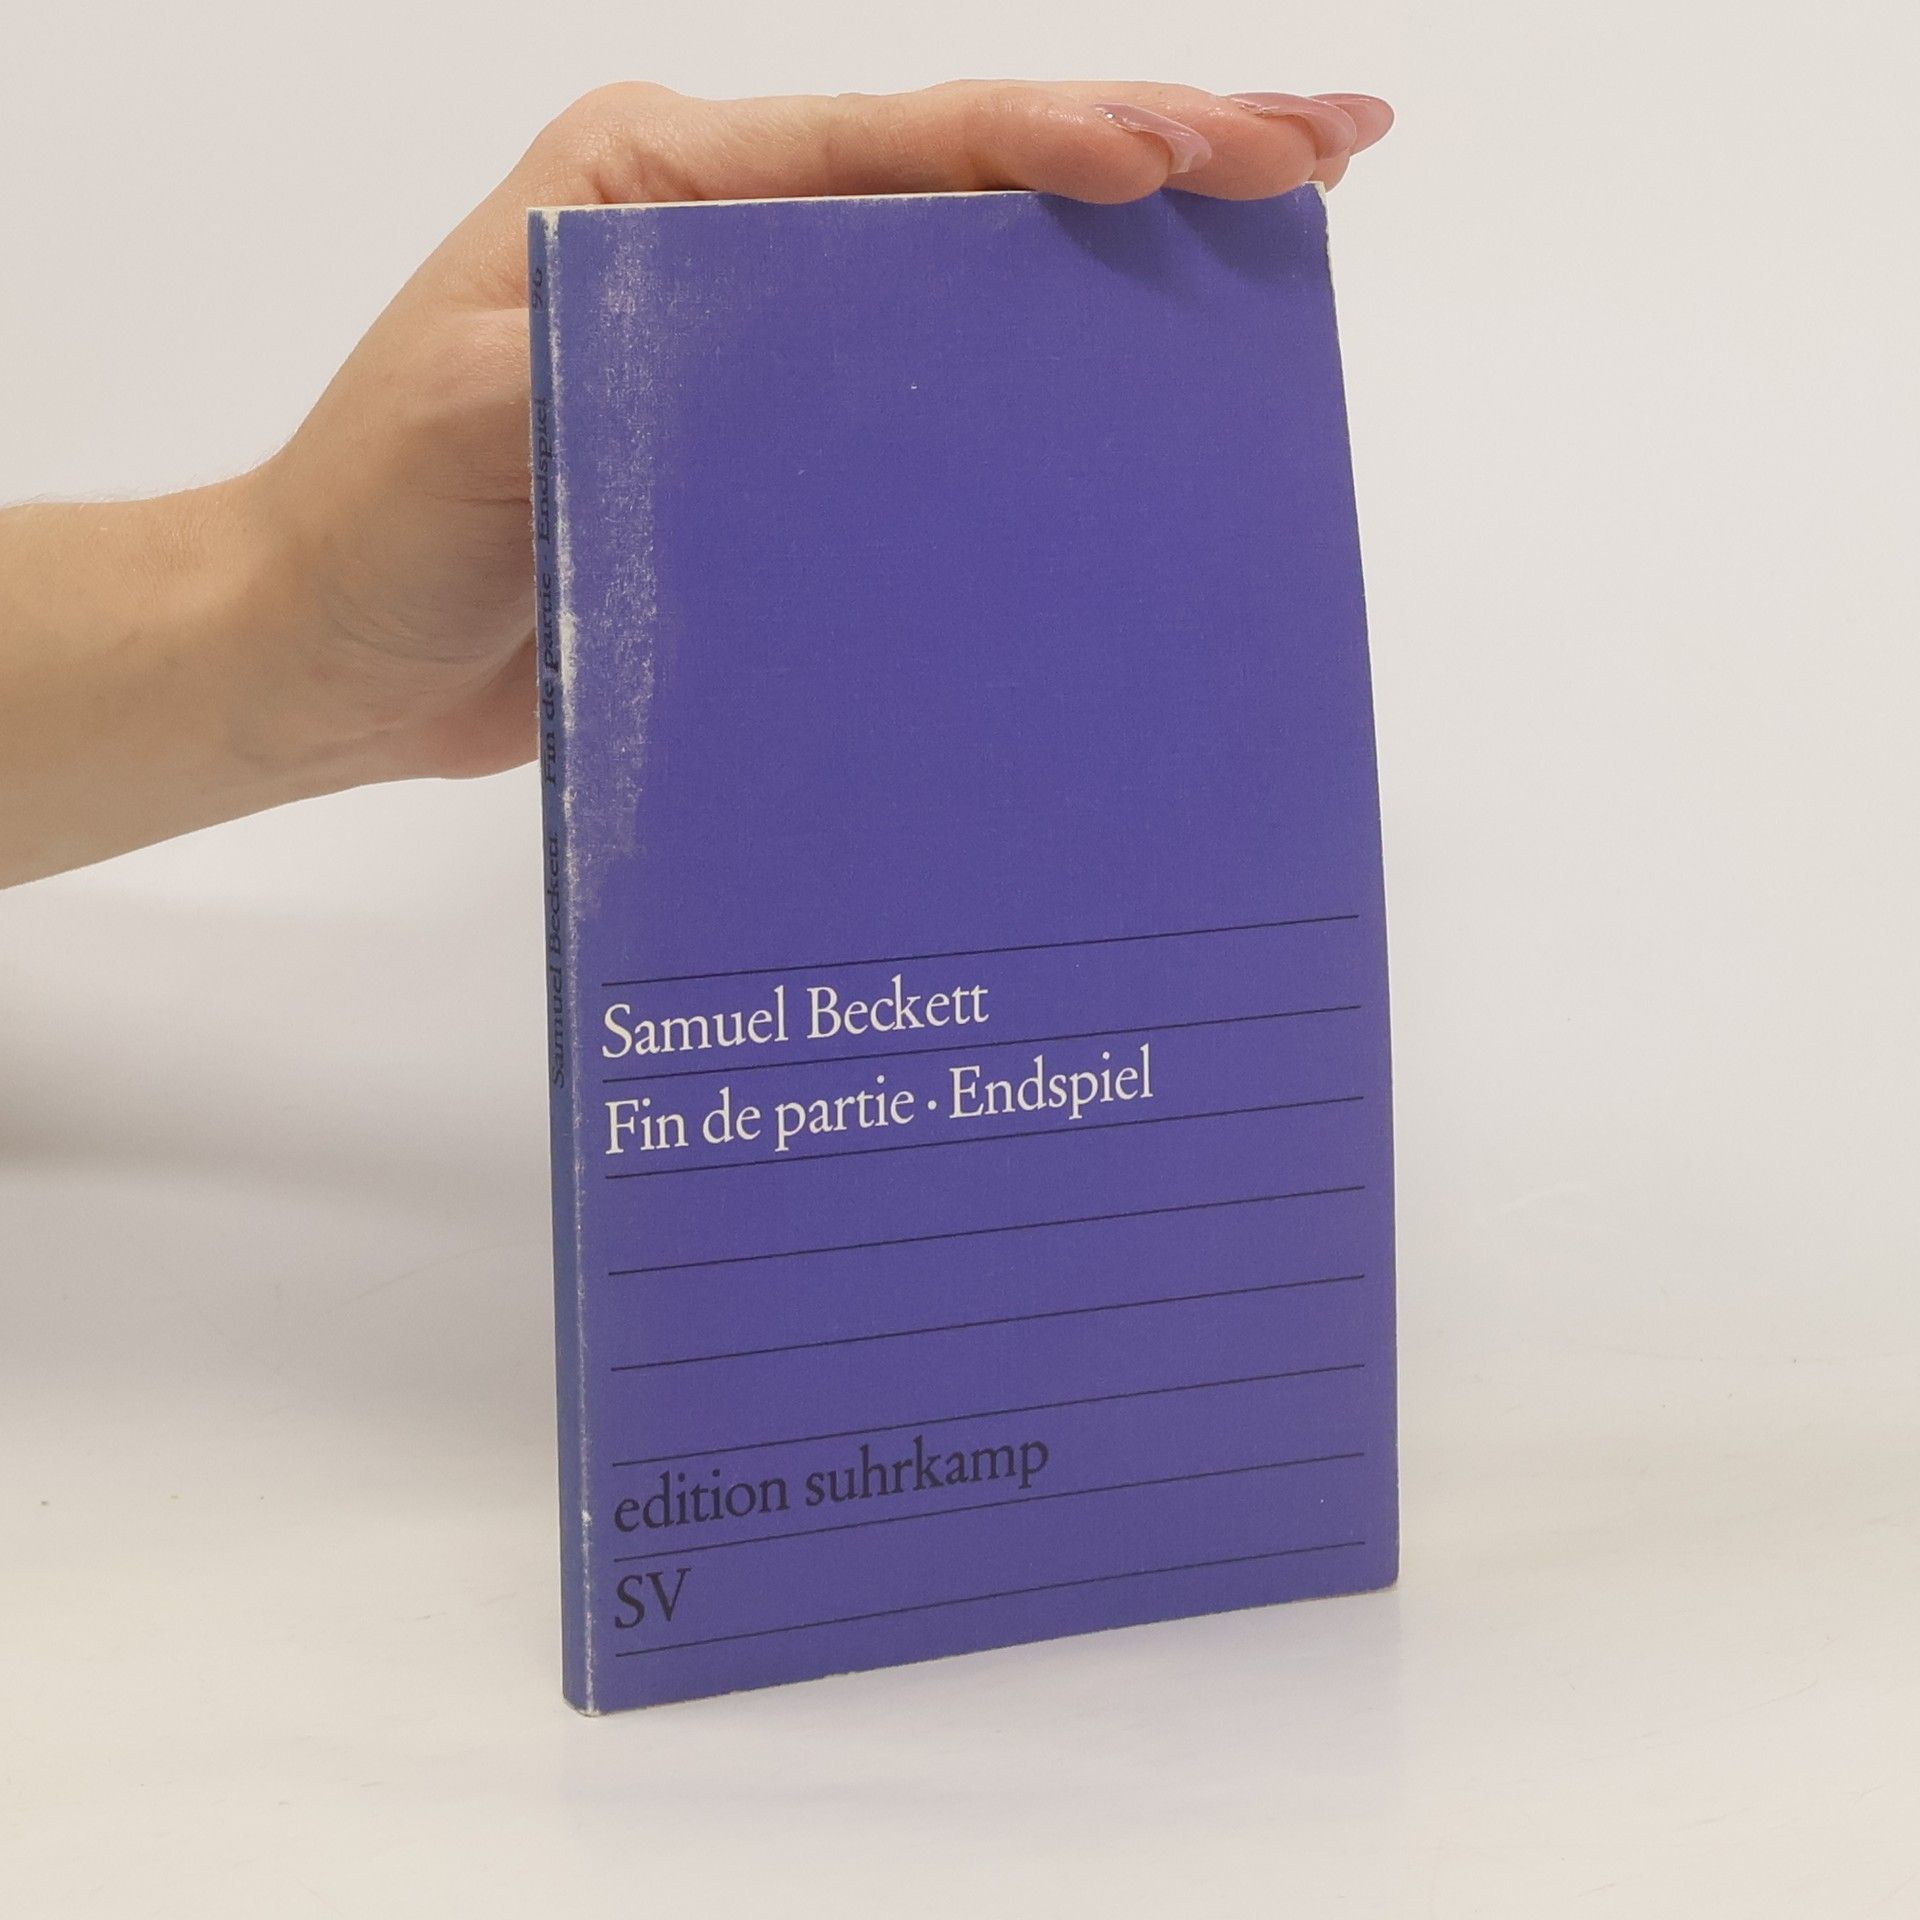 Samuel Beckett
Fin de partie · Endspiel
edition suhrkamp
SV
Samuel Beckett Fin de partie · Endspiel 96